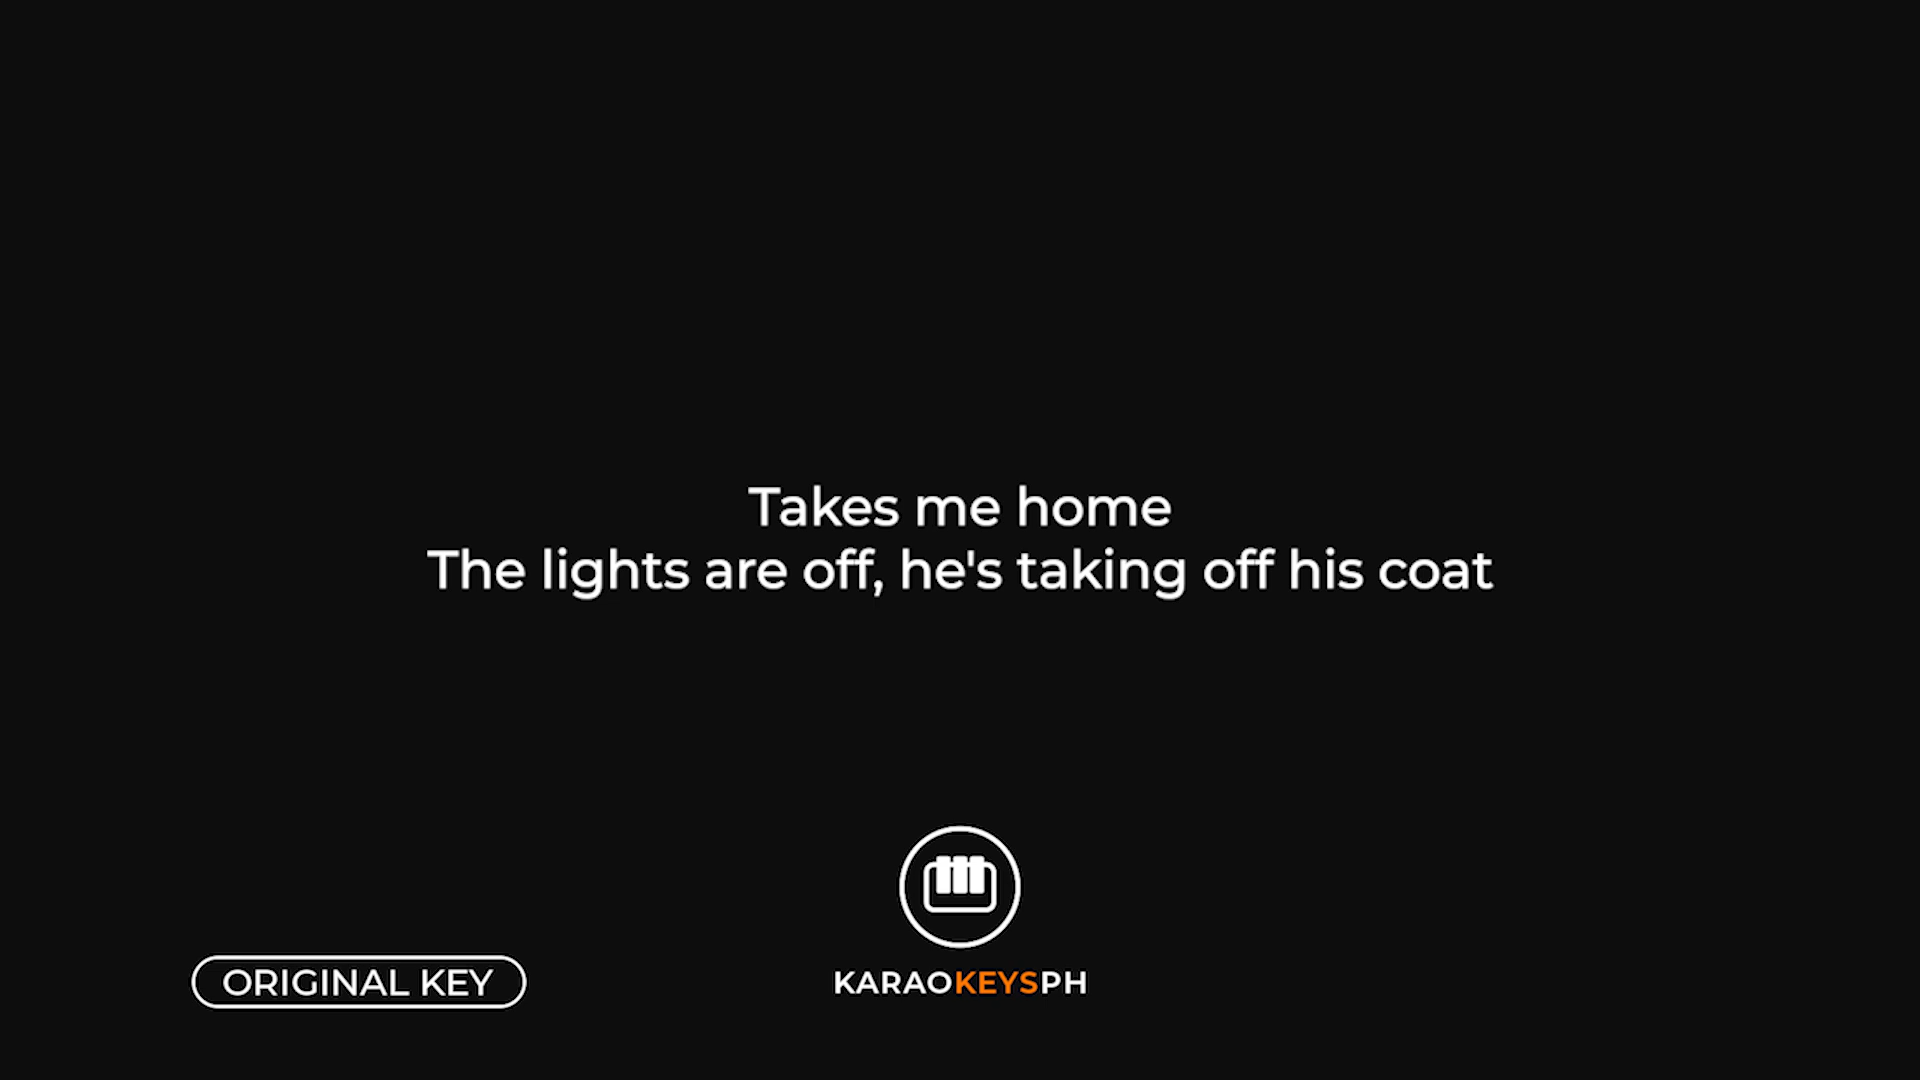 Takes me home
The lights are off, he's taking off his coat
ORIGINAL KEY
KARAOKEYSPH